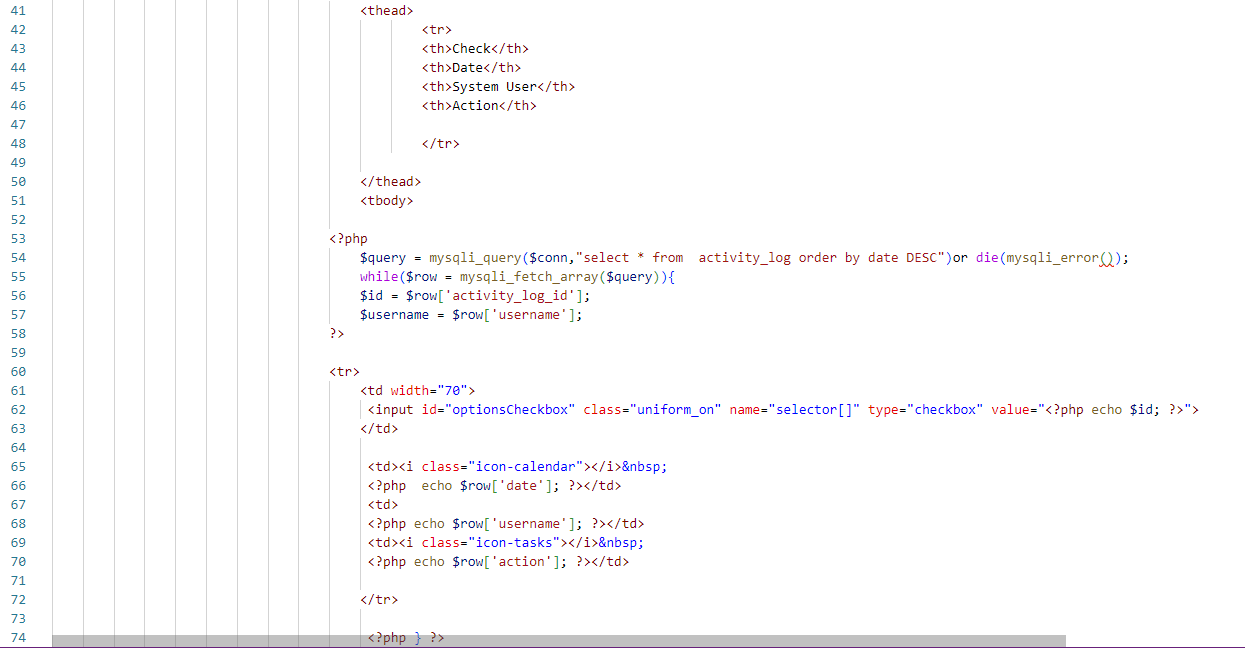 41 <thead>
42 <tr>
43 <th>Check</th>
44 <th>Date</th>
45 <th>System User</th>
46 <th>Action</th>
47
48 </tr>
49
50 </thead>
51 <tbody>
52
53 <?php
54 $query = mysqli_query($conn,"select * from  activity_log order by date DESC")or die(mysqli_error());
55 while($row = mysqli_fetch_array($query)){
56 $id = $row['activity_log_id'];
57 $username = $row['username'];
58 ?>
59
60 <tr>
61 <td width="70">
62 <input id="optionsCheckbox" class="uniform_on" name="selector[]" type="checkbox" value="<?php echo $id; ?>">
63 </td>
64
65 <td><i class="icon-calendar"></i>&nbsp;
66 <?php  echo $row['date']; ?></td>
67 <td>
68 <?php echo $row['username']; ?></td>
69 <td><i class="icon-tasks"></i>&nbsp;
70 <?php echo $row['action']; ?></td>
71
72 </tr>
73
74 <?php } ?>